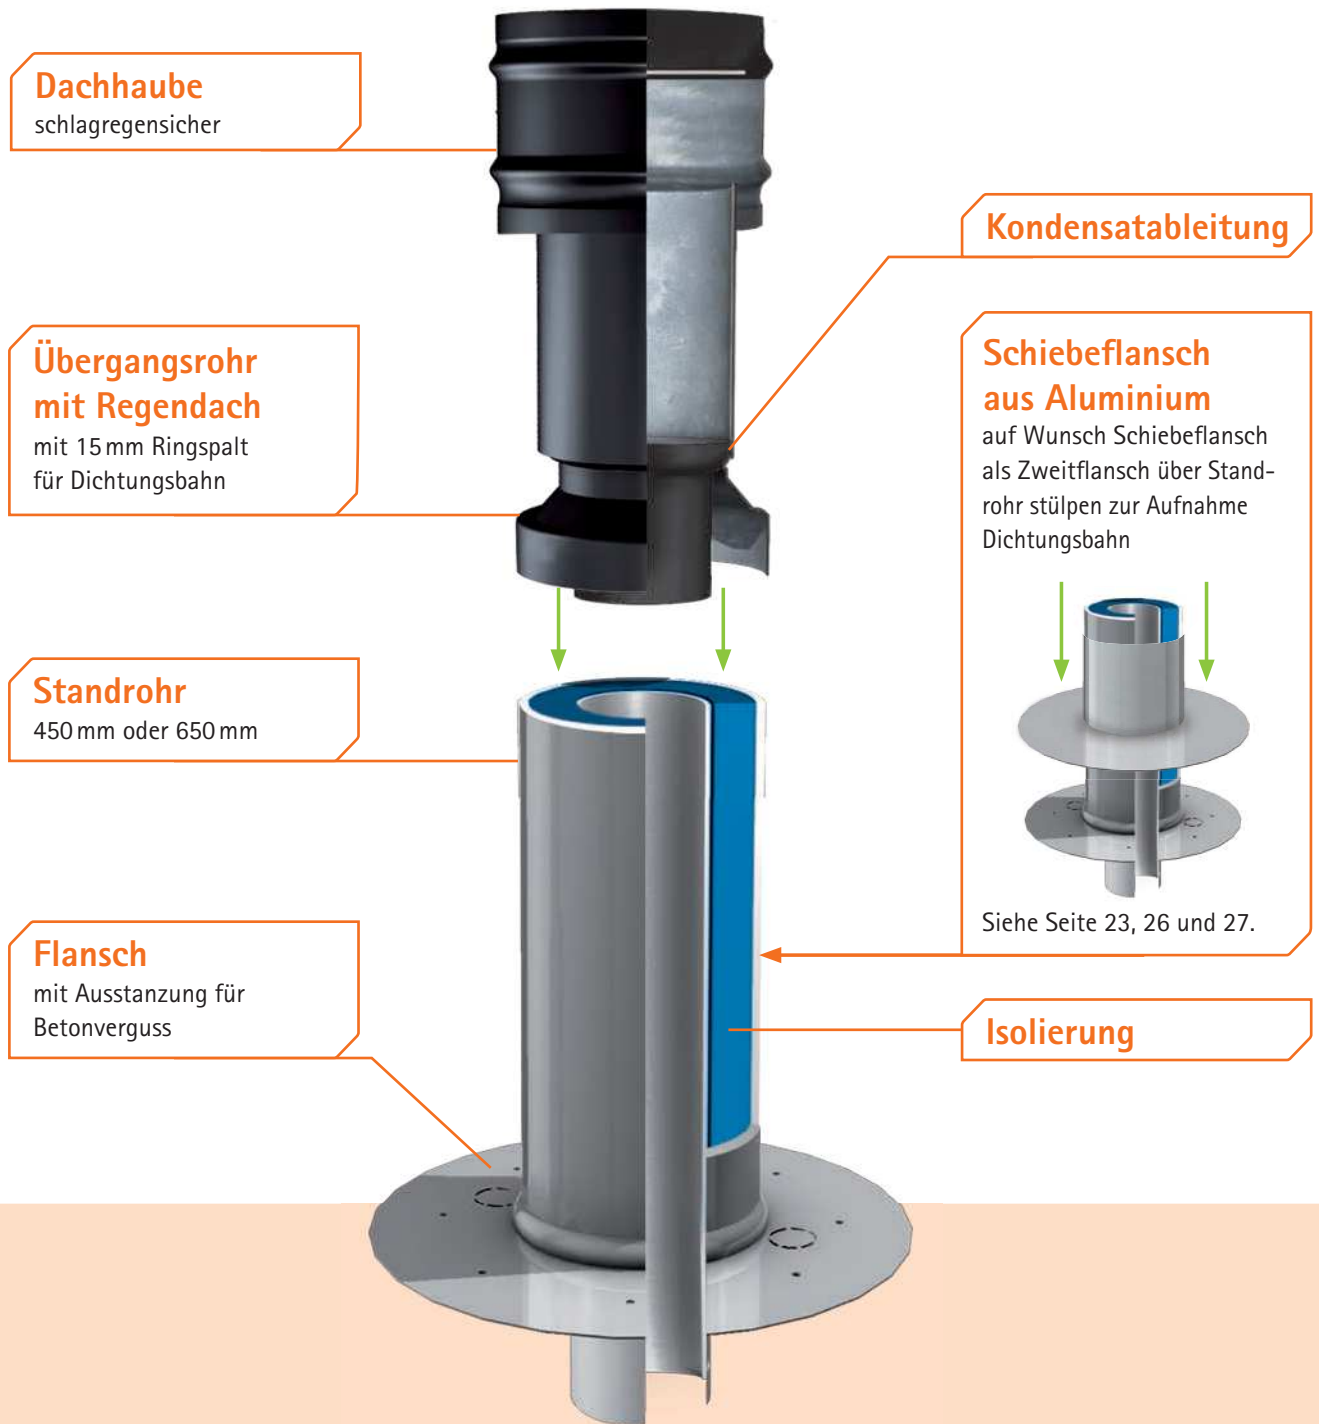 Dachhaube
schlagregensicher
Kondensatableitung
Übergangsrohr
mit Regendach
mit 15 mm Ringspalt
für Dichtungsbahn
Schiebeflansch
aus Aluminium
auf Wunsch Schiebeflansch
als Zweitflansch über Stand-
rohr stülpen zur Aufnahme
Dichtungsbahn
Siehe Seite 23, 26 und 27.
Standrohr
450 mm oder 650 mm
Flansch
mit Ausstanzung für
Betonverguss
Isolierung